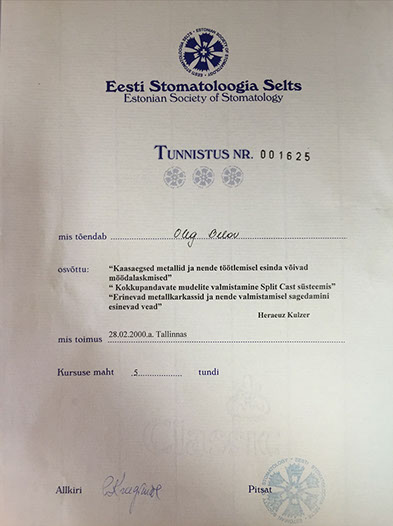 EESTI STOMATOLOOGIA SELTS • ESTONIAN SOCIETY OF STOMATOLOGY
Eesti Stomatoloogia Selts
Estonian Society of Stomatology
TUNNISTUS NR. 001625
mis tõendab Oleg Belov
osvõttu: "Kaasaegsed metallid ja nende töötlemisel esinda võivad
möödalaskmised"
" Kokkupandavate mudelite valmistamine Split Cast süsteemis"
"Erinevad metallkarkassid ja nende valmistamisel sagedamini
esinevad vead"
Heraeuz Kulzer
mis toimus 28.02.2000.a. Tallinnas
Kursuse maht 5 tundi
Allkiri Pitsat